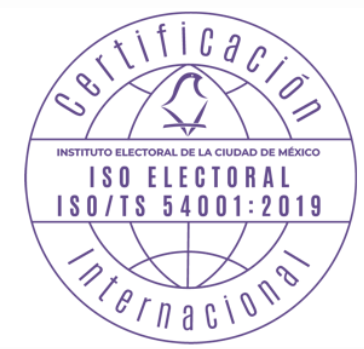 Certificación
INSTITUTO ELECTORAL DE LA CIUDAD DE MÉXICO
ISO ELECTORAL
ISO/TS 54001:2019
Internacional